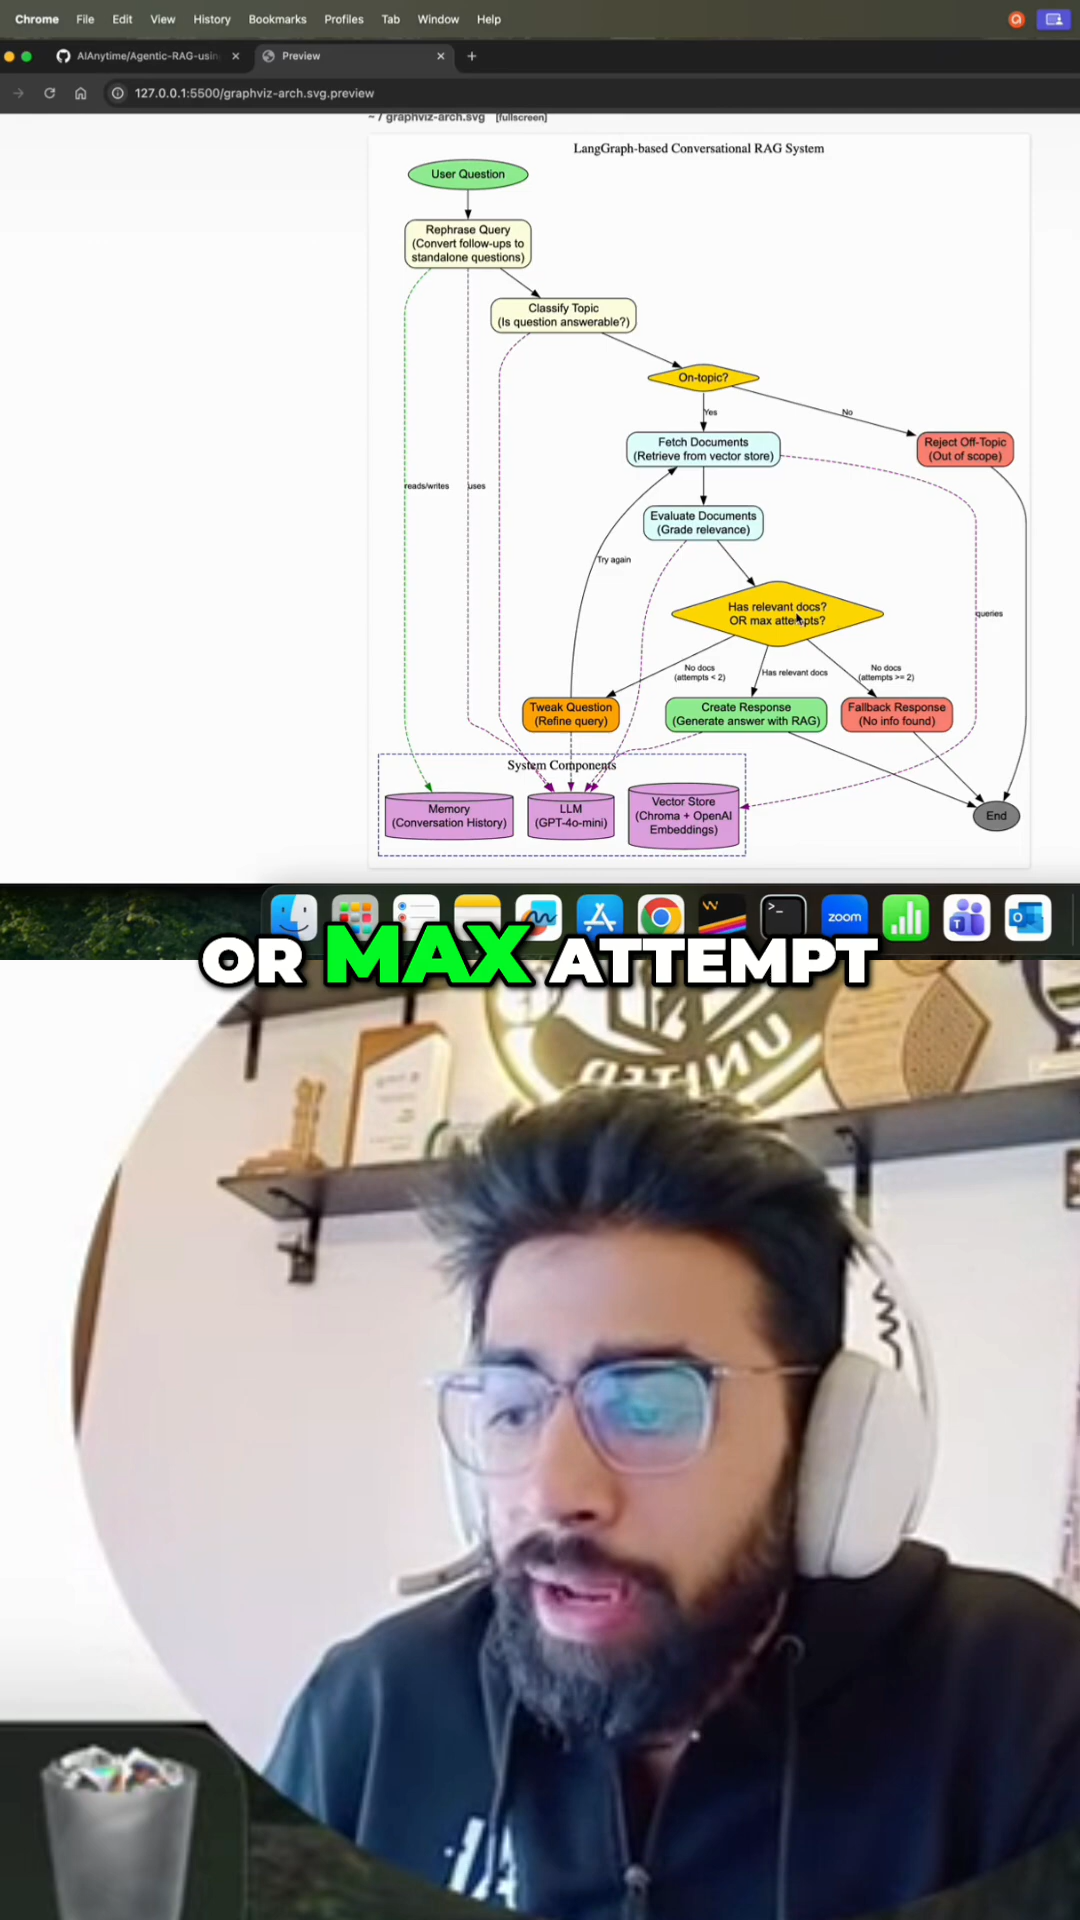 Chrome File Edit View History Bookmarks Profiles Tab Window Help
AIAnytime/Agentic-RAG-usin
Preview
127.0.0.1:5500/graphviz-arch.svg.preview
~ / graphviz-arch.svg [fullscreen]
LangGraph-based Conversational RAG System
User Question
Rephrase Query
(Convert follow-ups to
standalone questions)
Classify Topic
(Is question answerable?)
On-topic?
Yes
No
Fetch Documents
(Retrieve from vector store)
Reject Off-Topic
(Out of scope)
reads/writes
uses
Evaluate Documents
(Grade relevance)
Try again
Has relevant docs?
OR max attempts?
queries
No docs
(attempts < 2)
Has relevant docs
No docs
(attempts >= 2)
Tweak Question
(Refine query)
Create Response
(Generate answer with RAG)
Fallback Response
(No info found)
System Components
Memory
(Conversation History)
LLM
(GPT-4o-mini)
Vector Store
(Chroma + OpenAI
Embeddings)
End
zoom
OR MAX ATTEMPT
UNITED